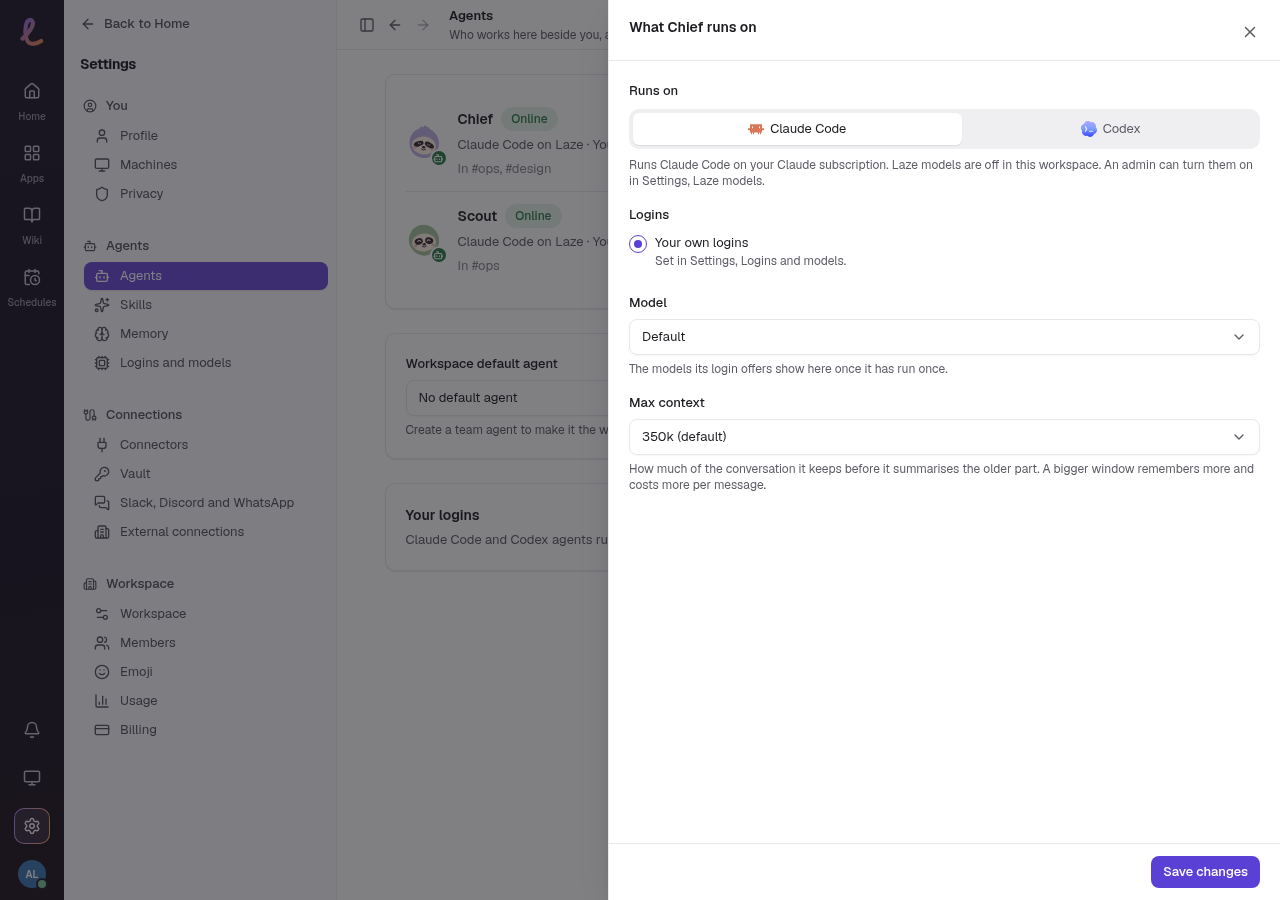 Back to Home
Settings
You
Profile
Machines
Privacy
Agents
Agents
Skills
Memory
Logins and models
Connections
Connectors
Vault
Slack, Discord and WhatsApp
External connections
Workspace
Workspace
Members
Emoji
Usage
Billing
Home
Apps
Wiki
Schedules
AL
Agents
Who works here beside you,
Chief
Online
Claude Code on Laze · You
In #ops, #design
Scout
Online
Claude Code on Laze · You
In #ops
Workspace default agent
No default agent
Create a team agent to make it the
Your logins
Claude Code and Codex agents
What Chief runs on
Runs on
Claude Code
Codex
Runs Claude Code on your Claude subscription. Laze models are off in this workspace. An admin can turn them on
in Settings, Laze models.
Logins
Your own logins
Set in Settings, Logins and models.
Model
Default
The models its login offers show here once it has run once.
Max context
350k (default)
How much of the conversation it keeps before it summarises the older part. A bigger window remembers more and
costs more per message.
Save changes